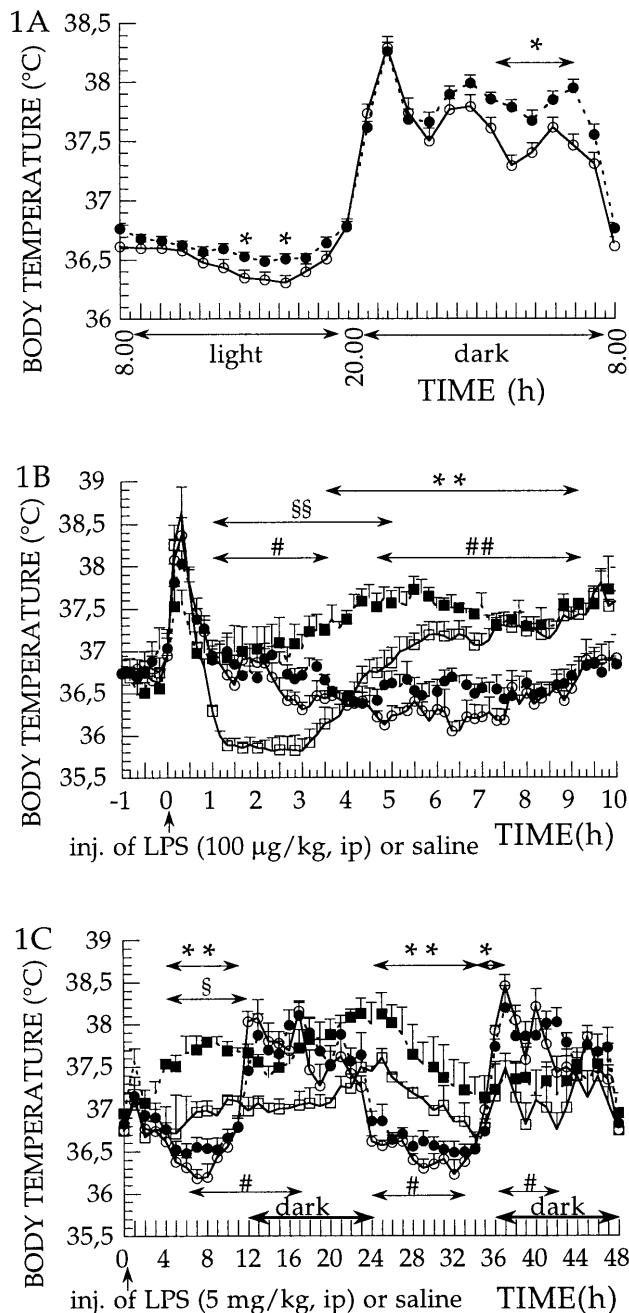 1A
BODY TEMPERATURE (°C)
38,5
38
37,5
37
36,5
36
*
* *
8.00
light
20.00
dark
8.00
TIME (h)
1B
BODY TEMPERATURE (°C)
39
38,5
38
37,5
37
36,5
36
35,5
* *
§§
#
##
-1 0 1 2 3 4 5 6 7 8 9 10
inj. of LPS (100 µg/kg, ip) or saline TIME(h)
1C
BODY TEMPERATURE (°C)
39
38,5
38
37,5
37
36,5
36
35,5
* *
* *
*
§
#
#
#
dark
dark
0 4 8 12 16 20 24 28 32 36 40 44 48
inj. of LPS (5 mg/kg, ip) or saline TIME(h)